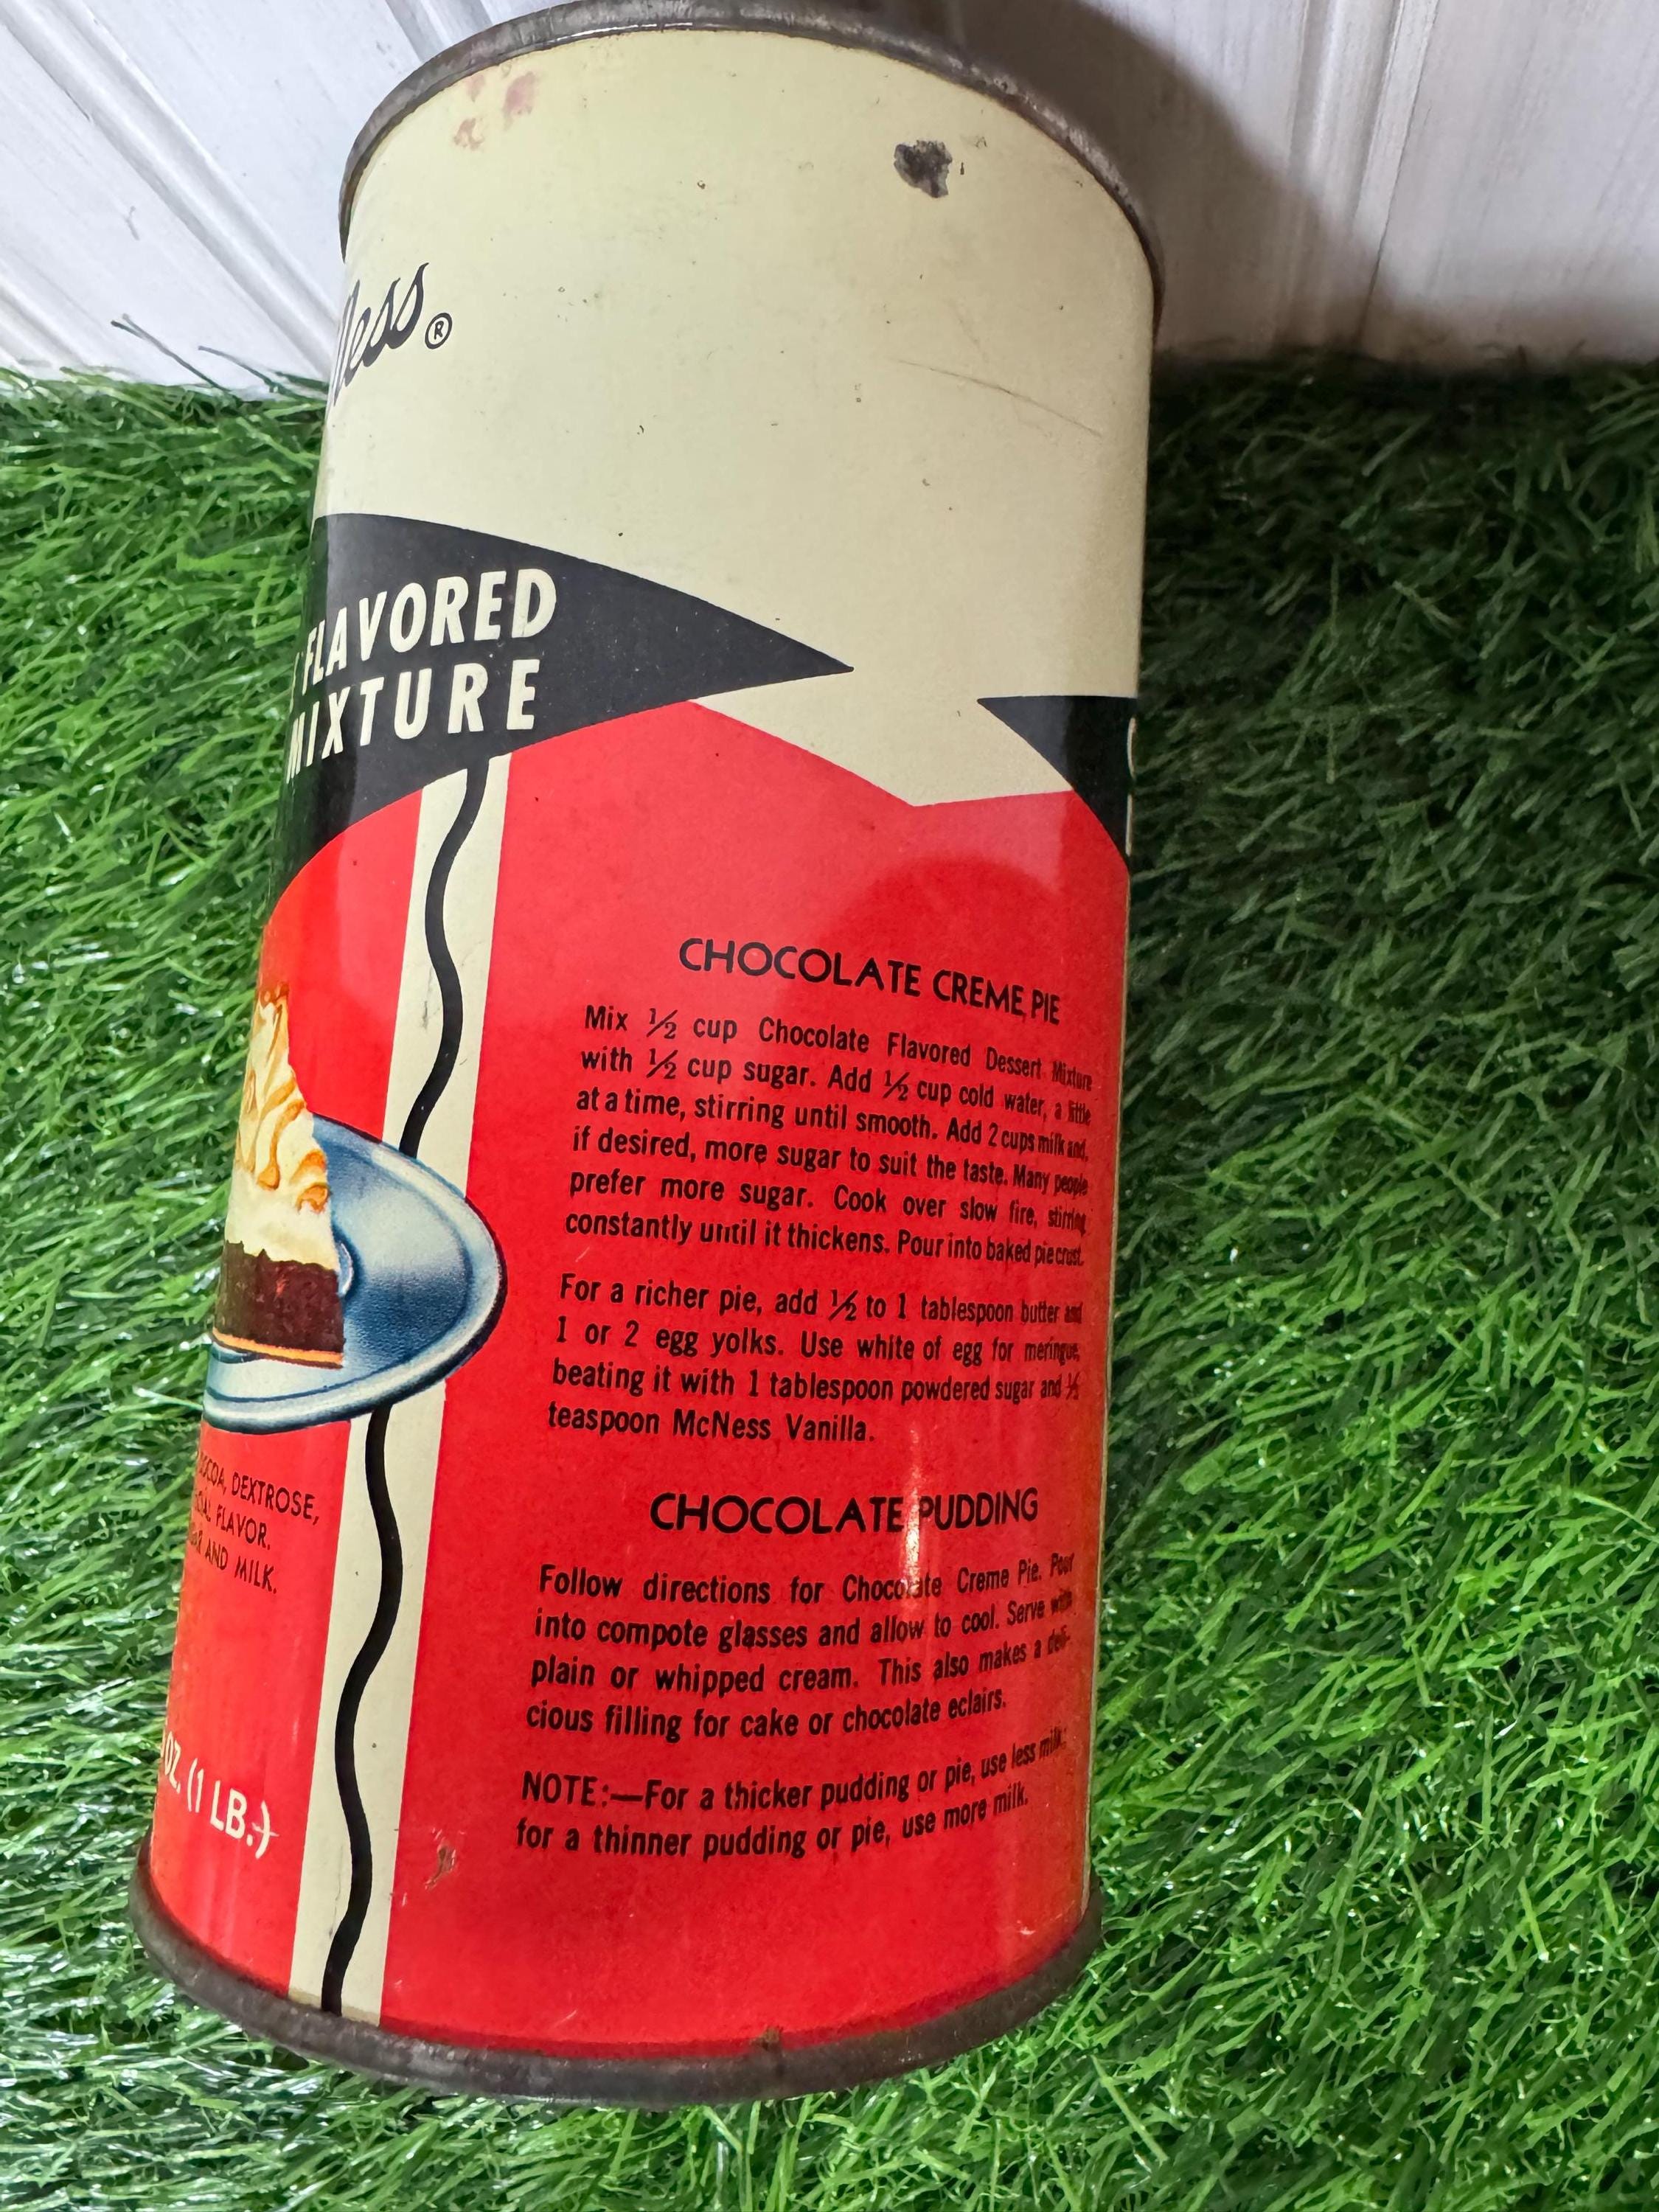 Ness®
FLAVORED
MIXTURE
CHOCOLATE CREME PIE
Mix ½ cup Chocolate Flavored Dessert Mixture
with ½ cup sugar. Add ½ cup cold water, a little
at a time, stirring until smooth. Add 2 cups milk and,
if desired, more sugar to suit the taste. Many people
prefer more sugar. Cook over slow fire, stirring
constantly until it thickens. Pour into baked pie crust.
For a richer pie, add ½ to 1 tablespoon butter and
1 or 2 egg yolks. Use white of egg for meringue,
beating it with 1 tablespoon powdered sugar and
teaspoon McNess Vanilla.
CHOCOLATE PUDDING
Follow directions for Chocolate Creme Pie. Pour
into compote glasses and allow to cool. Serve with
plain or whipped cream. This also makes a deli-
cious filling for cake or chocolate eclairs.
NOTE:—For a thicker pudding or pie, use less milk:
for a thinner pudding or pie, use more milk.
COCOA, DEXTROSE,
FLAVOR.
AND MILK.
OZ. (1 LB.)